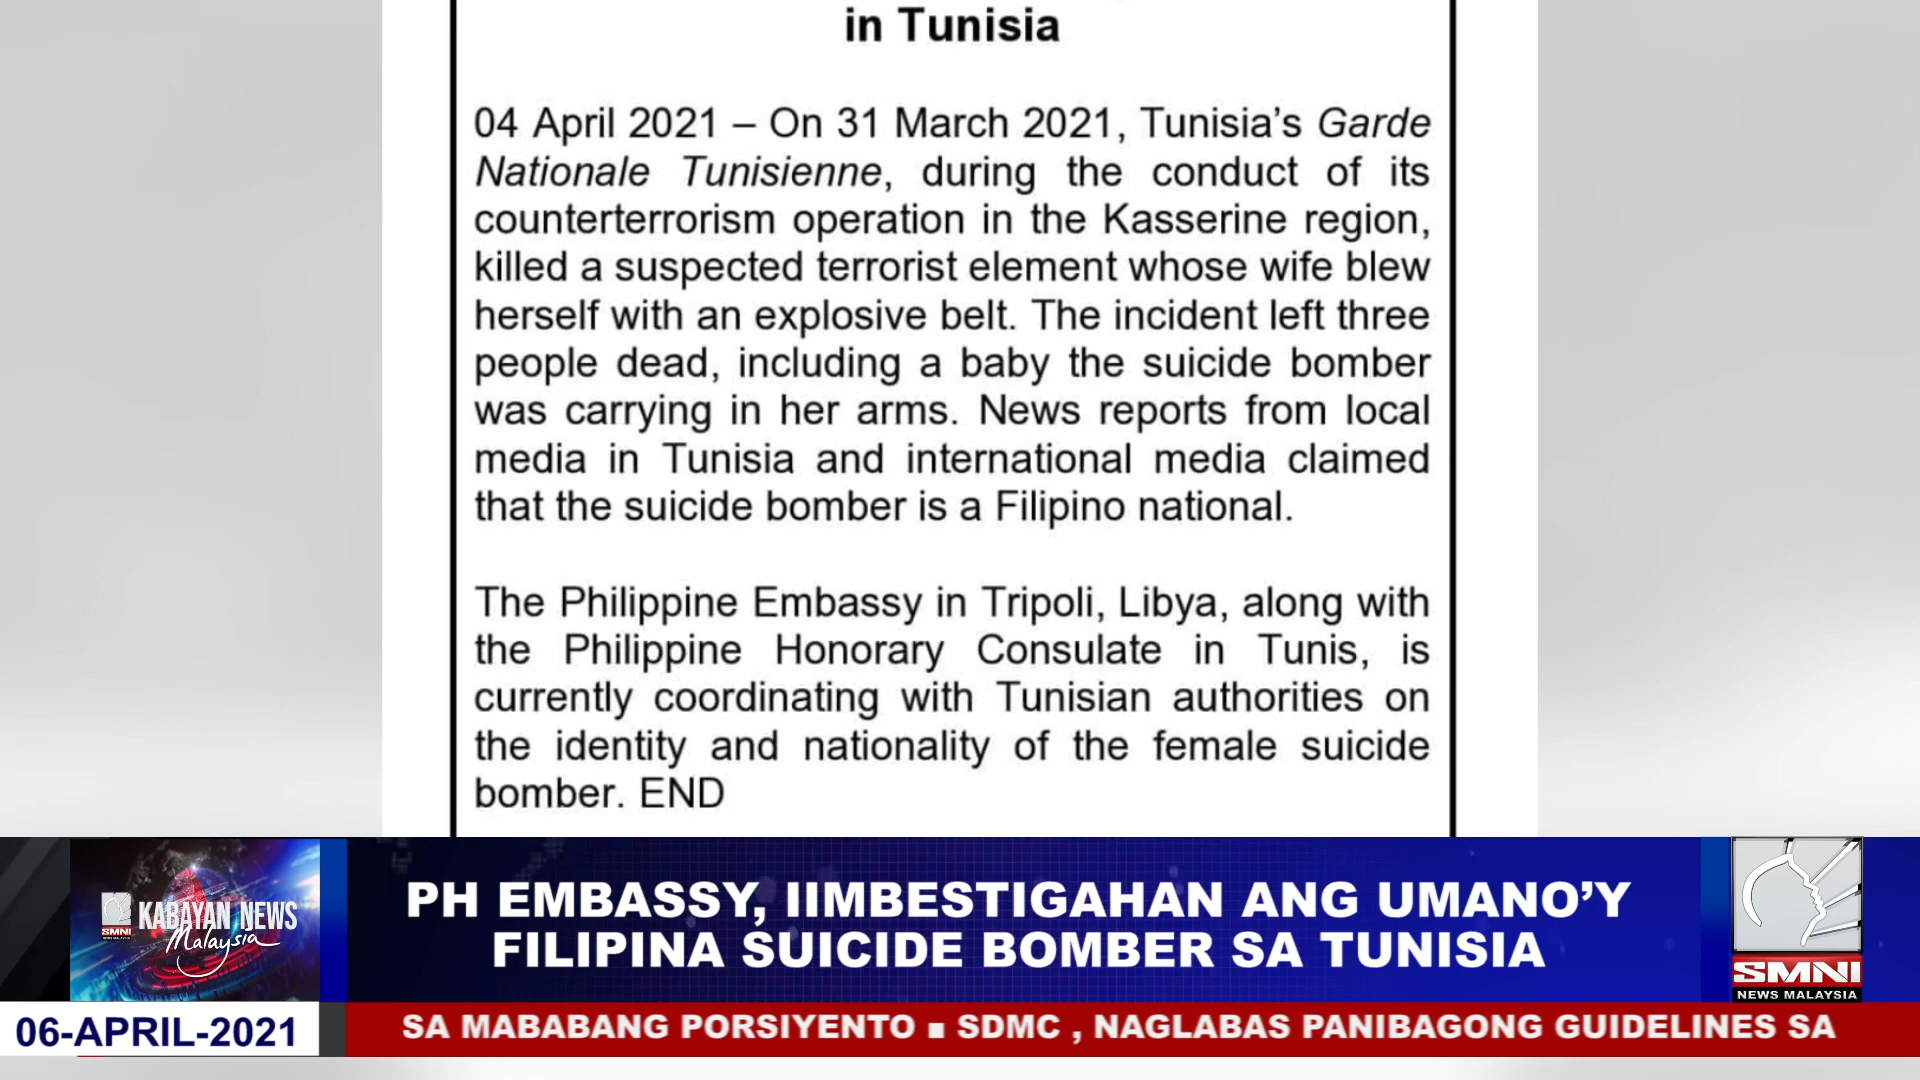 in Tunisia
04 April 2021 – On 31 March 2021, Tunisia's Garde
Nationale Tunisienne, during the conduct of its
counterterrorism operation in the Kasserine region,
killed a suspected terrorist element whose wife blew
herself with an explosive belt. The incident left three
people dead, including a baby the suicide bomber
was carrying in her arms. News reports from local
media in Tunisia and international media claimed
that the suicide bomber is a Filipino national.
The Philippine Embassy in Tripoli, Libya, along with
the Philippine Honorary Consulate in Tunis, is
currently coordinating with Tunisian authorities on
the identity and nationality of the female suicide
bomber. END
SMNI
KABAYAN NEWS
Malaysia
PH EMBASSY, IIMBESTIGAHAN ANG UMANO'Y
FILIPINA SUICIDE BOMBER SA TUNISIA
SMNI
NEWS MALAYSIA
06-APRIL-2021
SA MABABANG PORSIYENTO ■ SDMC , NAGLABAS PANIBAGONG GUIDELINES SA